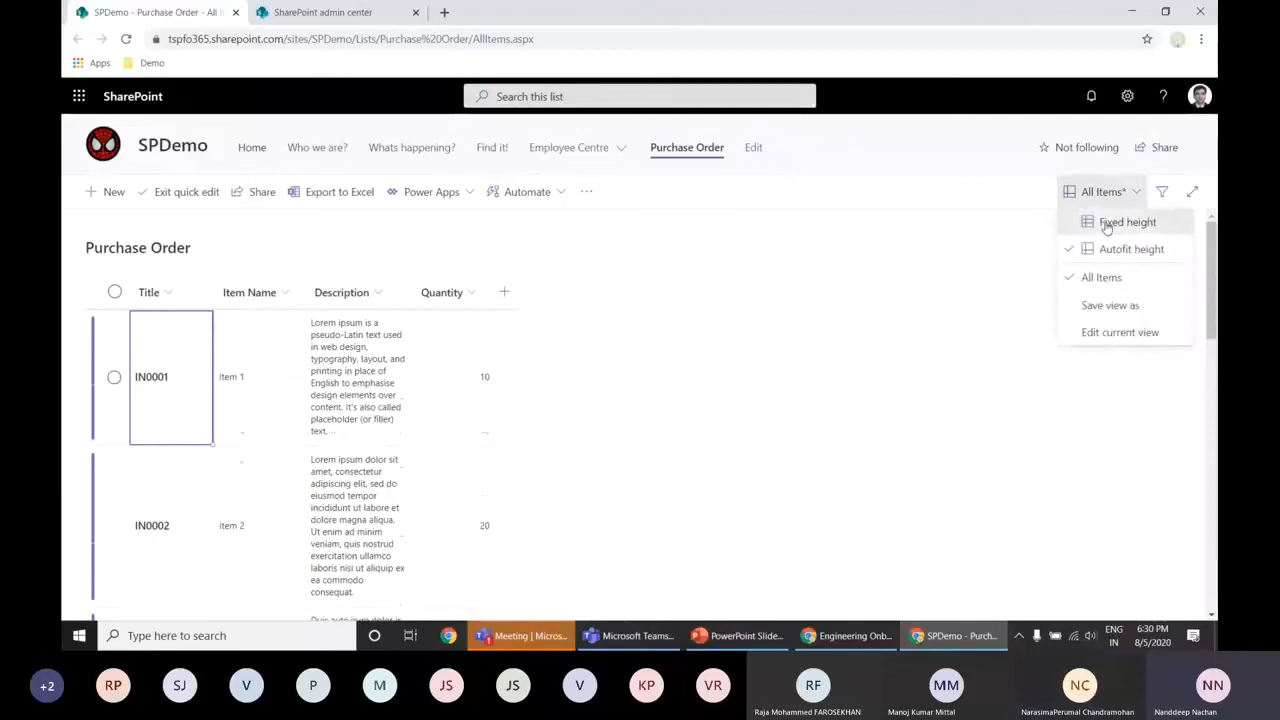 SPDemo - Purchase Order - All I
SharePoint admin center
tspfo365.sharepoint.com/sites/SPDemo/Lists/Purchase%20Order/AllItems.aspx
Apps
Demo
SharePoint
Search this list
SPDemo
Home
Who we are?
Whats happening?
Find it!
Employee Centre
Purchase Order
Edit
Not following
Share
New
Exit quick edit
Share
Export to Excel
Power Apps
Automate
All Items*
Fixed height
Autofit height
All Items
Save view as
Edit current view
Purchase Order
Title
Item Name
Description
Quantity
IN0001
Item 1
Lorem ipsum is a
pseudo-Latin text used
in web design,
typography, layout, and
printing in place of
English to emphasise
design elements over
content. It's also called
placeholder (or filler)
text....
10
IN0002
Item 2
Lorem ipsum dolor sit
amet, consectetur
adipiscing elit, sed do
eiusmod tempor
incididunt ut labore et
dolore magna aliqua.
Ut enim ad minim
veniam, quis nostrud
exercitation ullamco
laboris nisi ut aliquip ex
ea commodo
consequat.
20
Type here to search
Meeting | Micros...
1
Microsoft Teams...
PowerPoint Slide...
Engineering Onb...
SPDemo - Purch...
ENG
IN
6:30 PM
8/5/2020
+2
RP
SJ
V
P
M
JS
JS
V
KP
VR
RF
Raja Mohammed FAROSEKHAN
MM
Manoj Kumar Mittal
NC
NarasimaPerumal Chandramohan
NN
Nanddeep Nachan